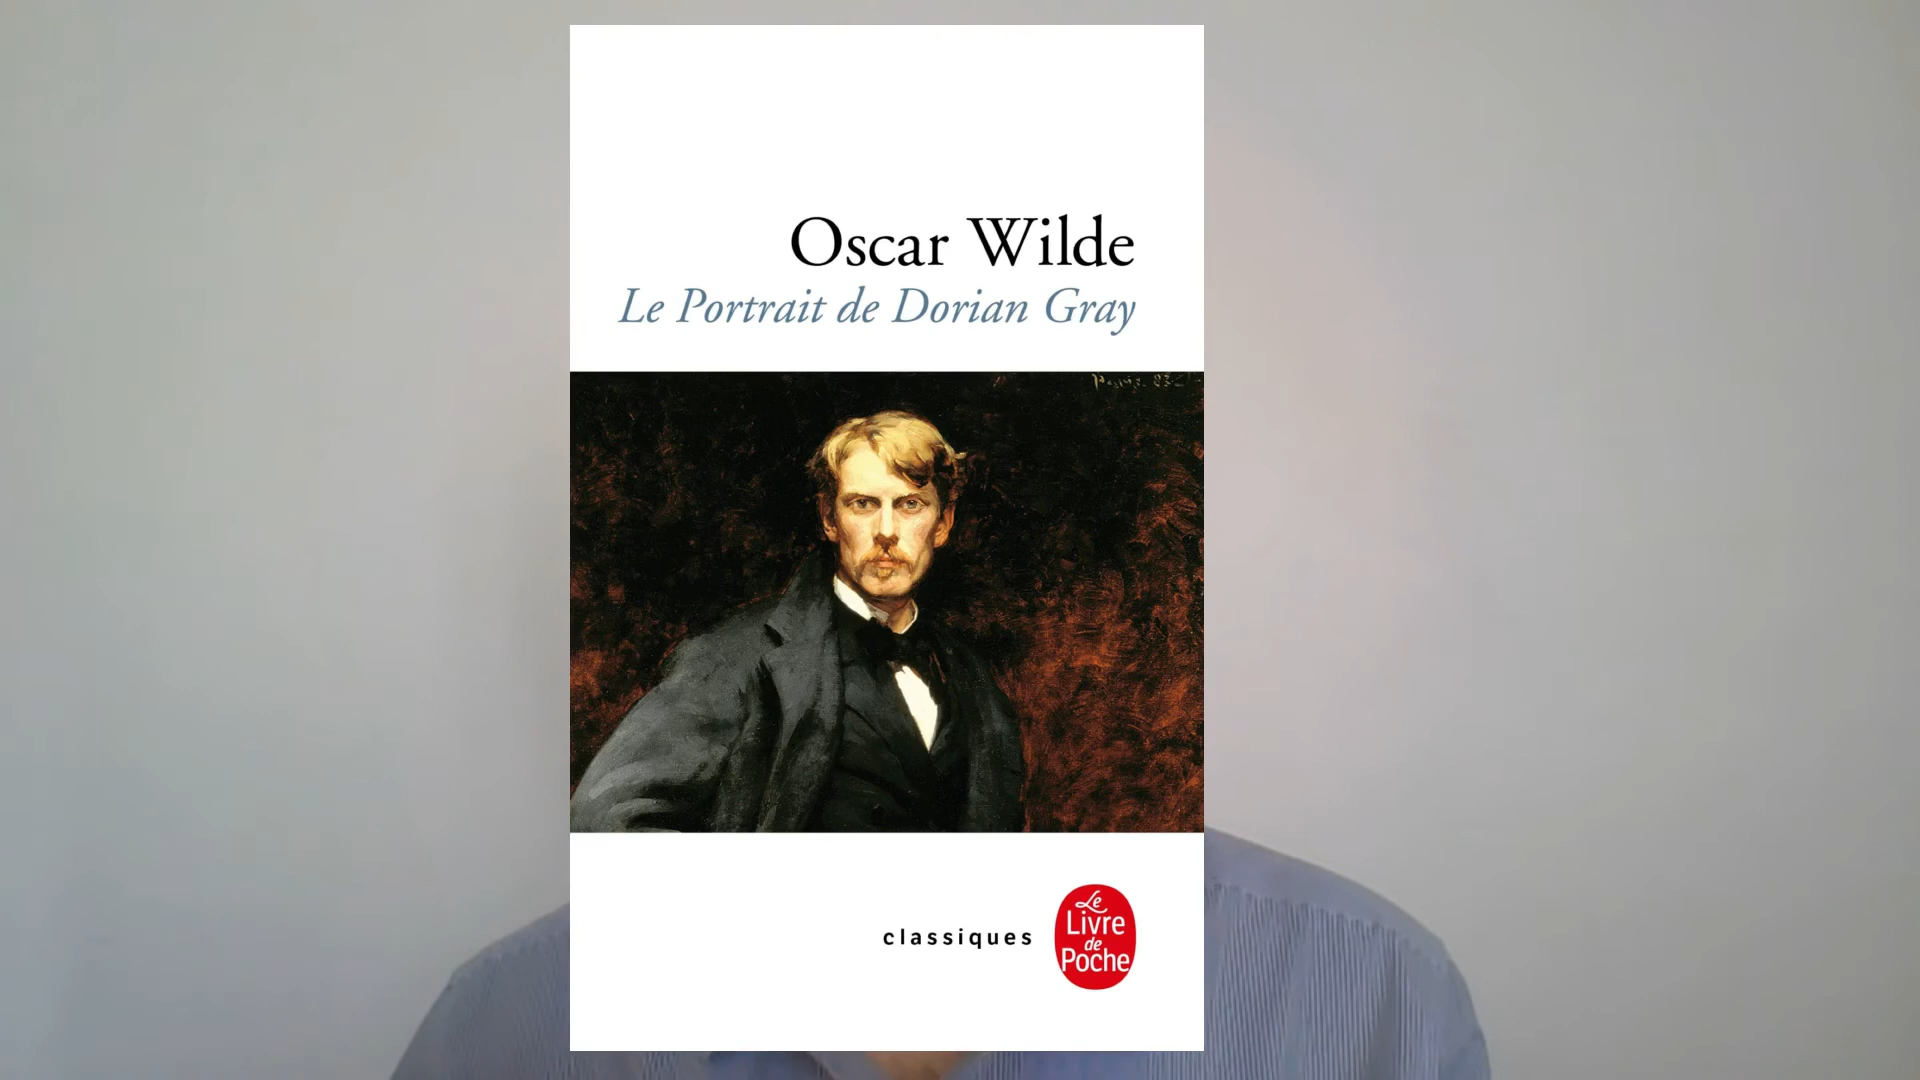 Oscar Wilde
Le Portrait de Dorian Gray
classiques
Le
Livre
de
Poche